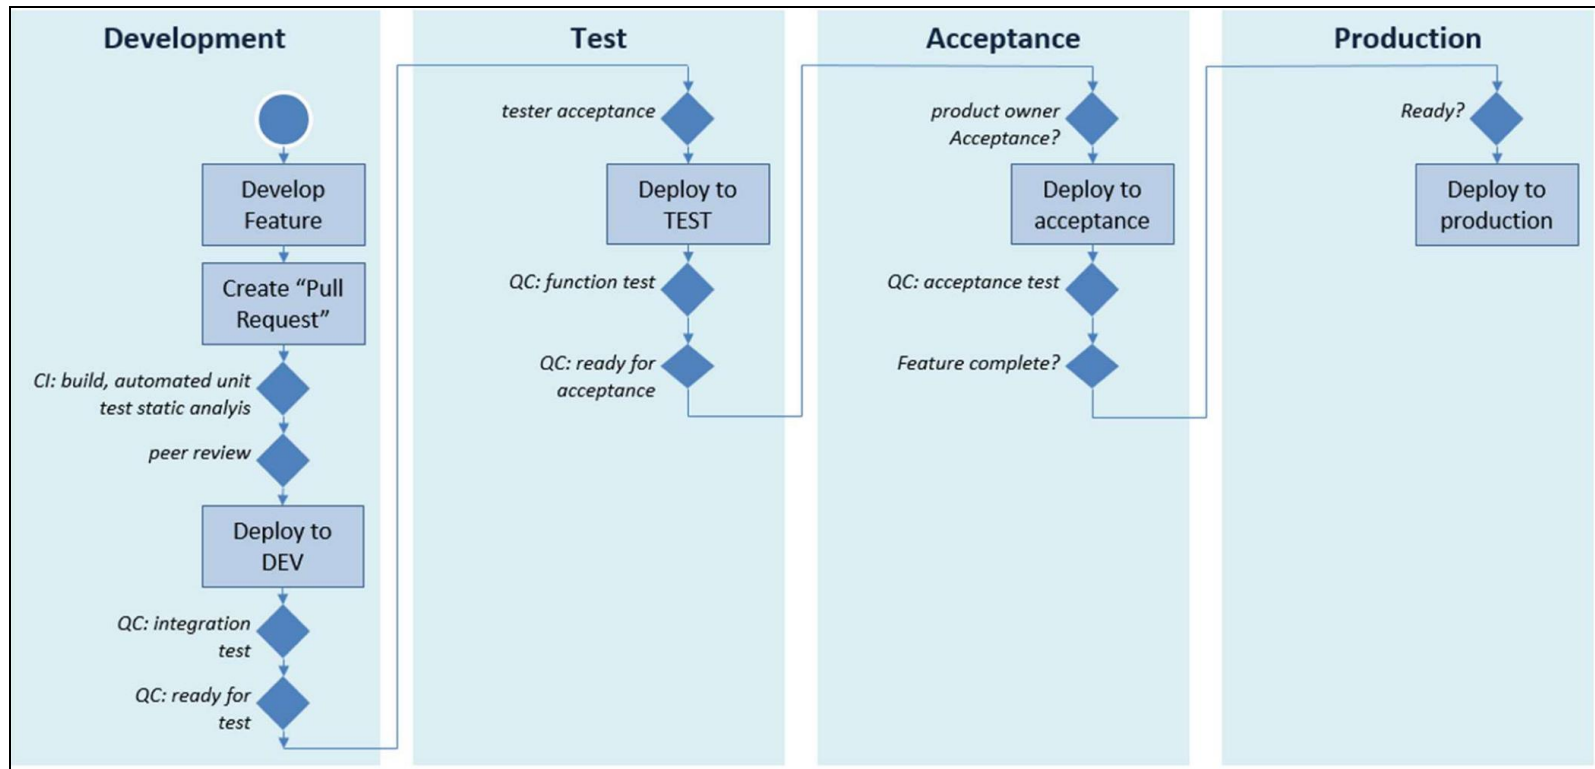 Development
Develop
Feature
Create “Pull
Request”
CI: build, automated unit
test static analyis
peer review
Deploy to
DEV
QC: integration
test
QC: ready for
test
Test
tester acceptance
Deploy to
TEST
QC: function test
QC: ready for
acceptance
Acceptance
product owner
Acceptance?
Deploy to
acceptance
QC: acceptance test
Feature complete?
Production
Ready?
Deploy to
production